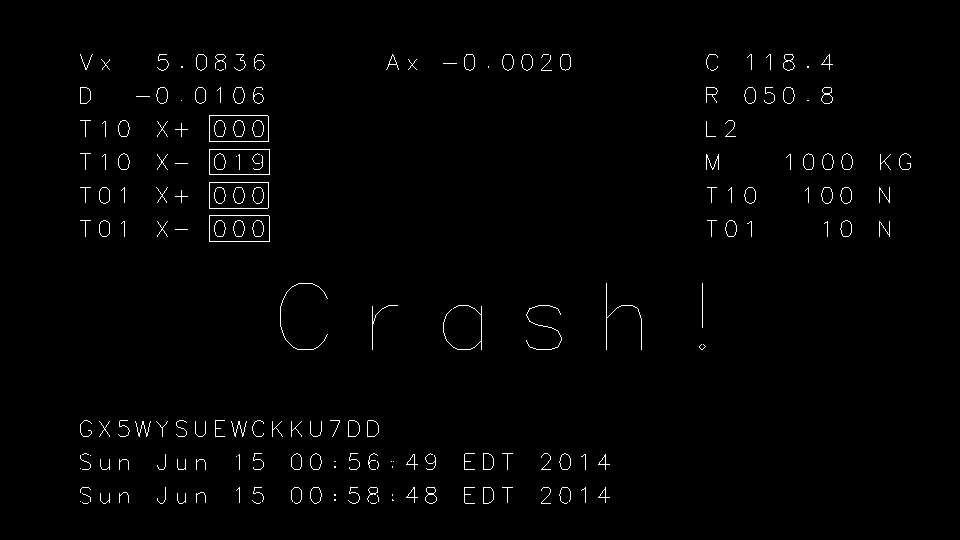 Vx 5.0836 Ax -0.0020 C 118.4
D -0.0106 R 050.8
T10 X+ 000 L2
T10 X- 019 M 1000 KG
T01 X+ 000 T10 100 N
T01 X- 000 T01 10 N
Crash!
GX5WYSUEWCKKU7DD
Sun Jun 15 00:56:49 EDT 2014
Sun Jun 15 00:58:48 EDT 2014